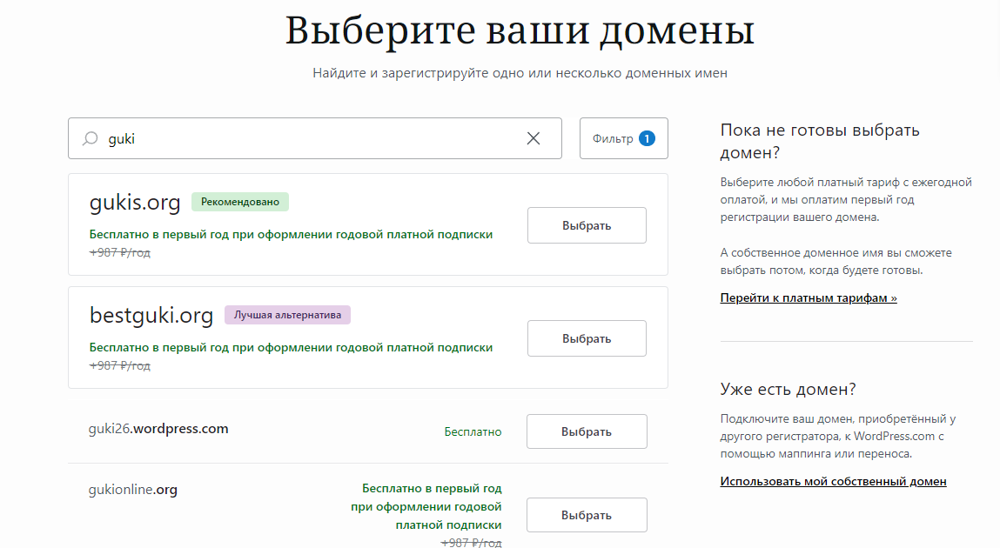 Выберите ваши домены
Найдите и зарегистрируйте одно или несколько доменных имен
guki
Фильтр 1
gukis.org Рекомендовано
Бесплатно в первый год при оформлении годовой платной подписки
+987 ₽/год
Выбрать
bestguki.org Лучшая альтернатива
Бесплатно в первый год при оформлении годовой платной подписки
+987 ₽/год
Выбрать
guki26.wordpress.com
Бесплатно
Выбрать
gukionline.org
Бесплатно в первый год
при оформлении годовой
платной подписки
+987 ₽/год
Выбрать
Пока не готовы выбрать
домен?
Выберите любой платный тариф с ежегодной
оплатой, и мы оплатим первый год
регистрации вашего домена.
А собственное доменное имя вы сможете
выбрать потом, когда будете готовы.
Перейти к платным тарифам »
Уже есть домен?
Подключите ваш домен, приобретённый у
другого регистратора, к WordPress.com с
помощью маппинга или переноса.
Использовать мой собственный домен